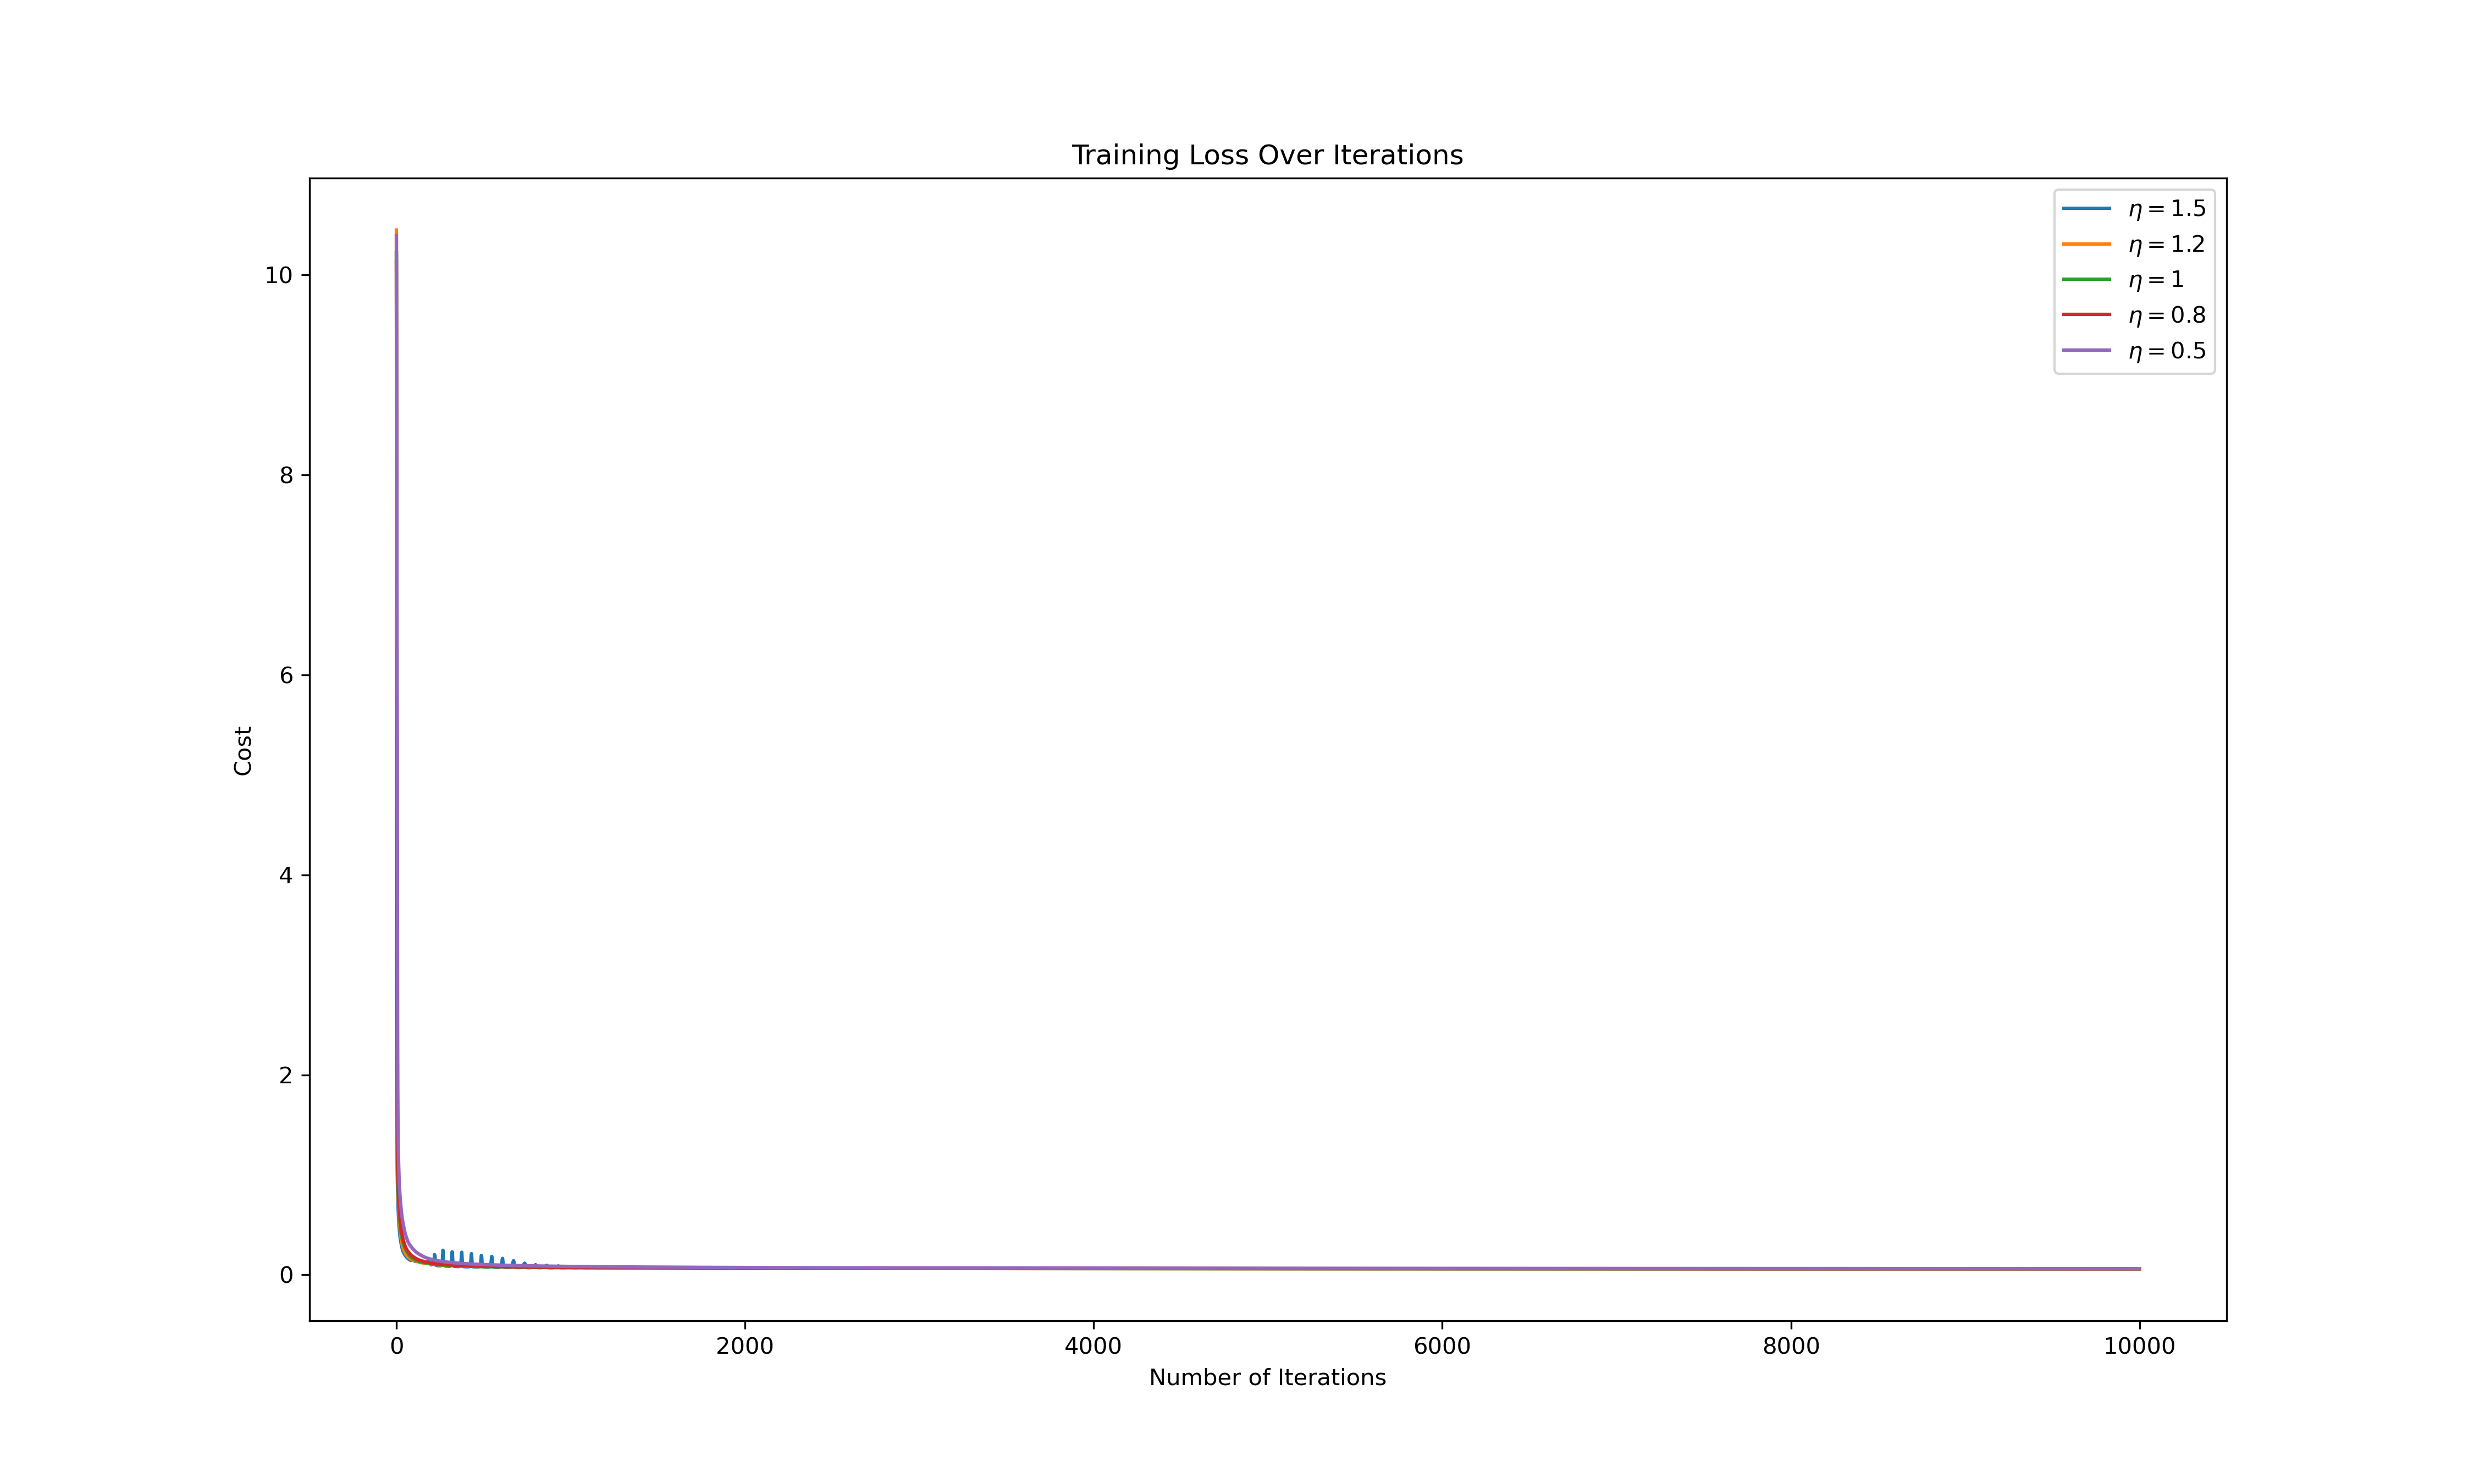 Training Loss Over Iterations
η = 1.5
η = 1.2
η = 1
η = 0.8
η = 0.5
10
8
6
4
2
0
Cost
0 2000 4000 6000 8000 10000
Number of Iterations